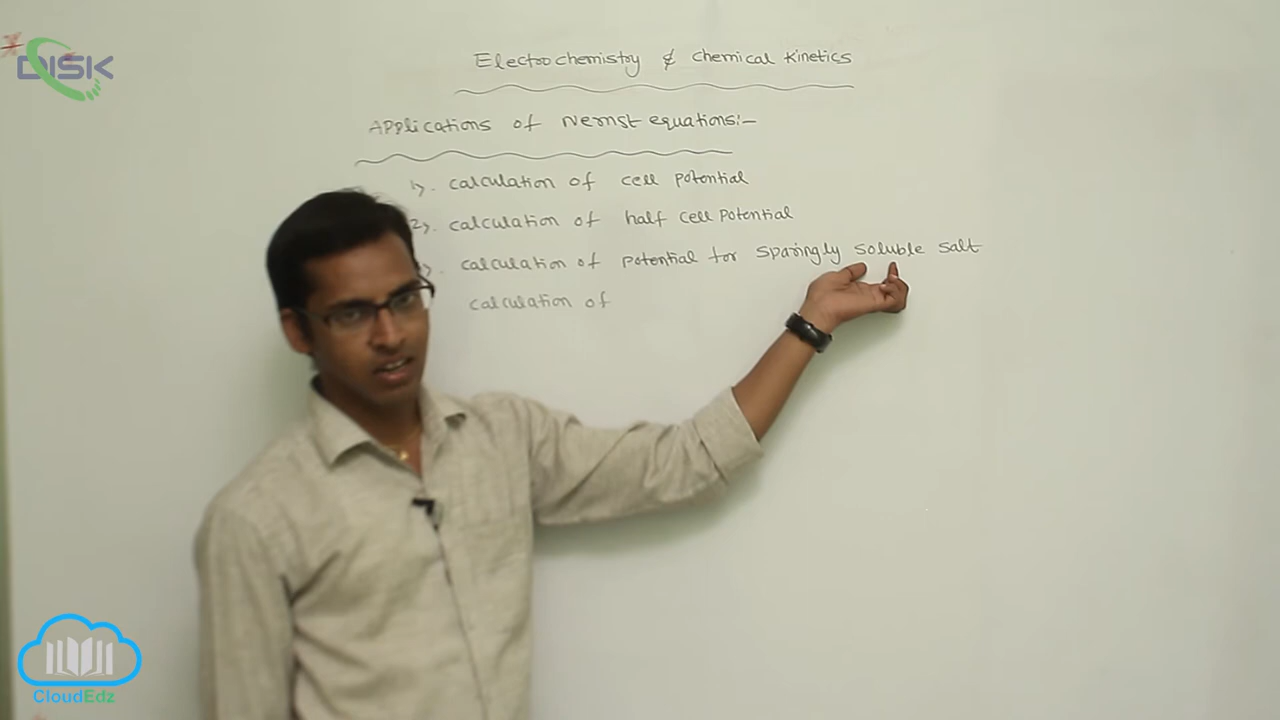 DISK
Electrochemistry & chemical kinetics
Applications of Nernst equations:-
1). calculation of cell potential
2). calculation of half cell potential
). calculation of potential for sparingly soluble salt
calculation of
CloudEdz